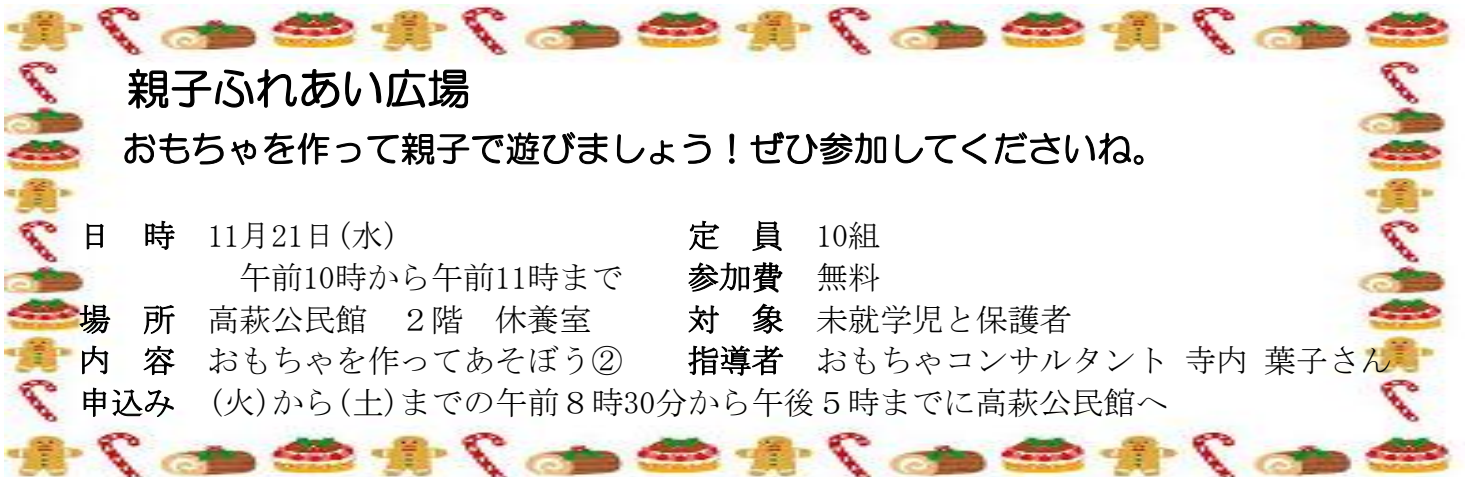 親子ふれあい広場
おもちゃを作って親子で遊びましょう！ぜひ参加してくださいね。
日　時　11月21日(水)　定　員　10組
午前10時から午前11時まで　参加費　無料
場　所　高萩公民館　２階　休養室　対　象　未就学児と保護者
内　容　おもちゃを作ってあそぼう②　指導者　おもちゃコンサルタント 寺内 葉子さん
申込み　(火)から(土)までの午前８時30分から午後５時までに高萩公民館へ